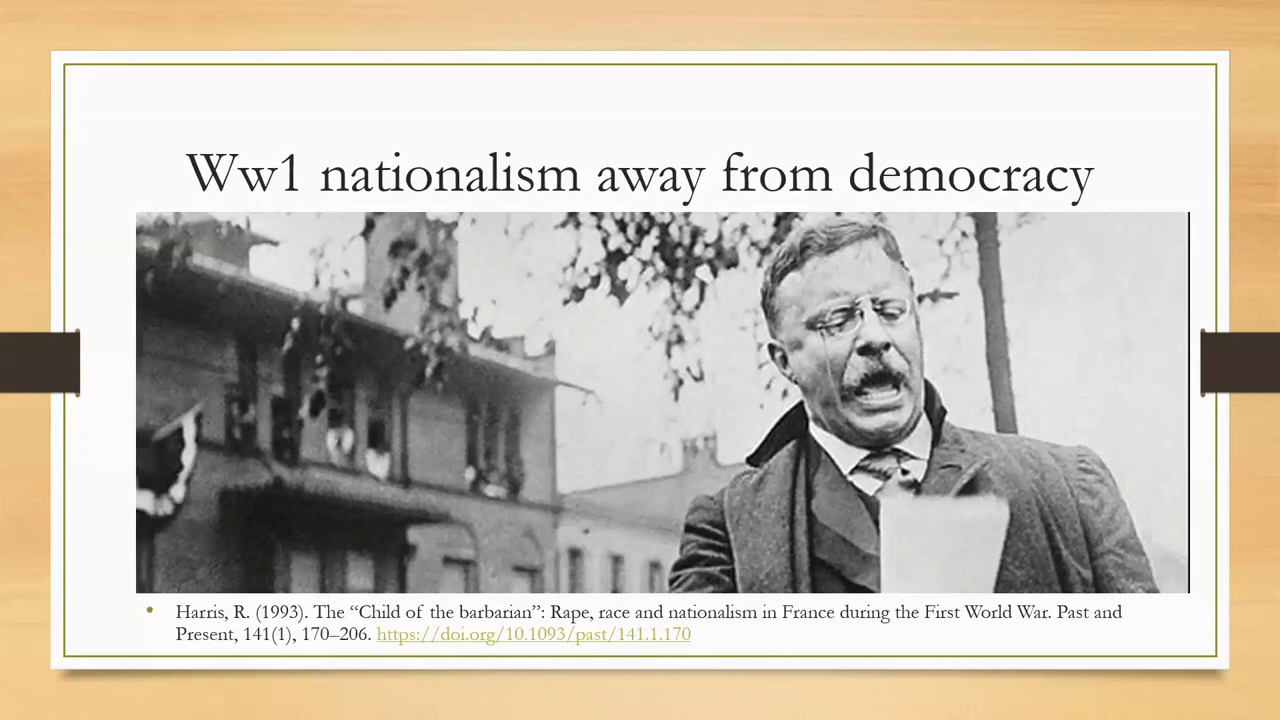 Ww1 nationalism away from democracy
• Harris, R. (1993). The “Child of the barbarian”: Rape, race and nationalism in France during the First World War. Past and
Present, 141(1), 170–206. https://doi.org/10.1093/past/141.1.170